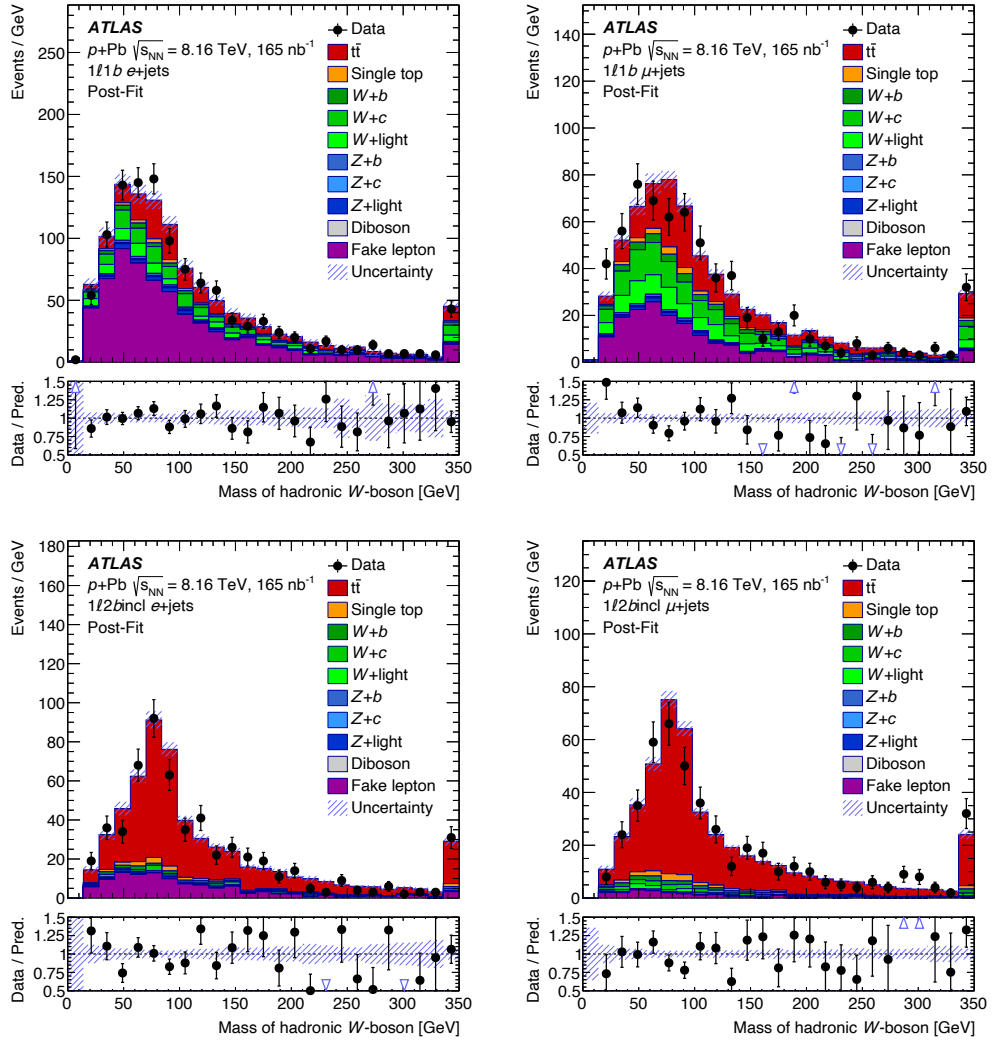 Events / GeV
250
200
150
100
50
0
ATLAS
p+Pb √sNN = 8.16 TeV, 165 nb-1
1ℓ1b e+jets
Post-Fit
Data
tt̄
Single top
W+b
W+c
W+light
Z+b
Z+c
Z+light
Diboson
Fake lepton
Uncertainty
Data / Pred.
1.5
1.25
1
0.75
0.5
0 50 100 150 200 250 300 350
Mass of hadronic W-boson [GeV]
Events / GeV
140
120
100
80
60
40
20
0
ATLAS
p+Pb √sNN = 8.16 TeV, 165 nb-1
1ℓ1b μ+jets
Post-Fit
Data
tt̄
Single top
W+b
W+c
W+light
Z+b
Z+c
Z+light
Diboson
Fake lepton
Uncertainty
Data / Pred.
1.5
1.25
1
0.75
0.5
0 50 100 150 200 250 300 350
Mass of hadronic W-boson [GeV]
Events / GeV
180
160
140
120
100
80
60
40
20
0
ATLAS
p+Pb √sNN = 8.16 TeV, 165 nb-1
1ℓ2bincl e+jets
Post-Fit
Data
tt̄
Single top
W+b
W+c
W+light
Z+b
Z+c
Z+light
Diboson
Fake lepton
Uncertainty
Data / Pred.
1.5
1.25
1
0.75
0.5
0 50 100 150 200 250 300 350
Mass of hadronic W-boson [GeV]
Events / GeV
120
100
80
60
40
20
0
ATLAS
p+Pb √sNN = 8.16 TeV, 165 nb-1
1ℓ2bincl μ+jets
Post-Fit
Data
tt̄
Single top
W+b
W+c
W+light
Z+b
Z+c
Z+light
Diboson
Fake lepton
Uncertainty
Data / Pred.
1.5
1.25
1
0.75
0.5
0 50 100 150 200 250 300 350
Mass of hadronic W-boson [GeV]